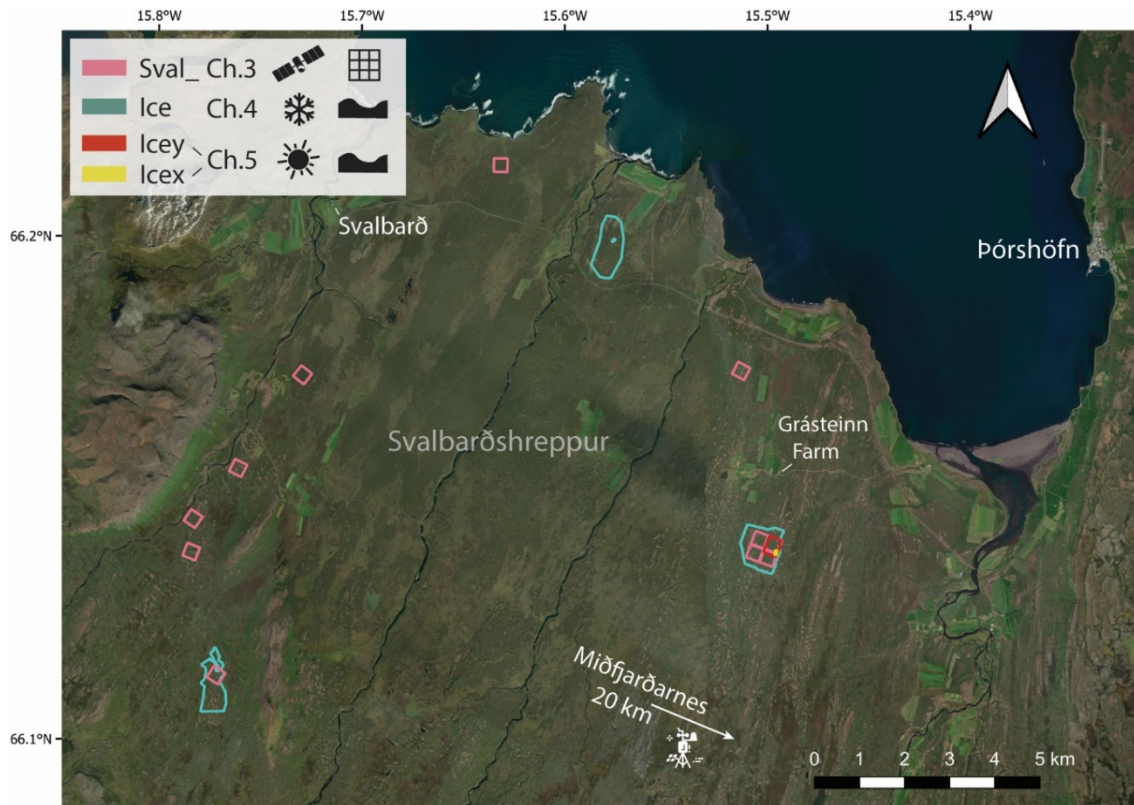 15.8°W 15.7°W 15.6°W 15.5°W 15.4°W
Sval_ Ch.3
Ice Ch.4
Icey
Ch.5
Icex
Svalbarð
66.2°N
Þórshöfn
Svalbarðshreppur
Grásteinn
Farm
Miðfjarðarnes
20 km
66.1°N
0 1 2 3 4 5 km